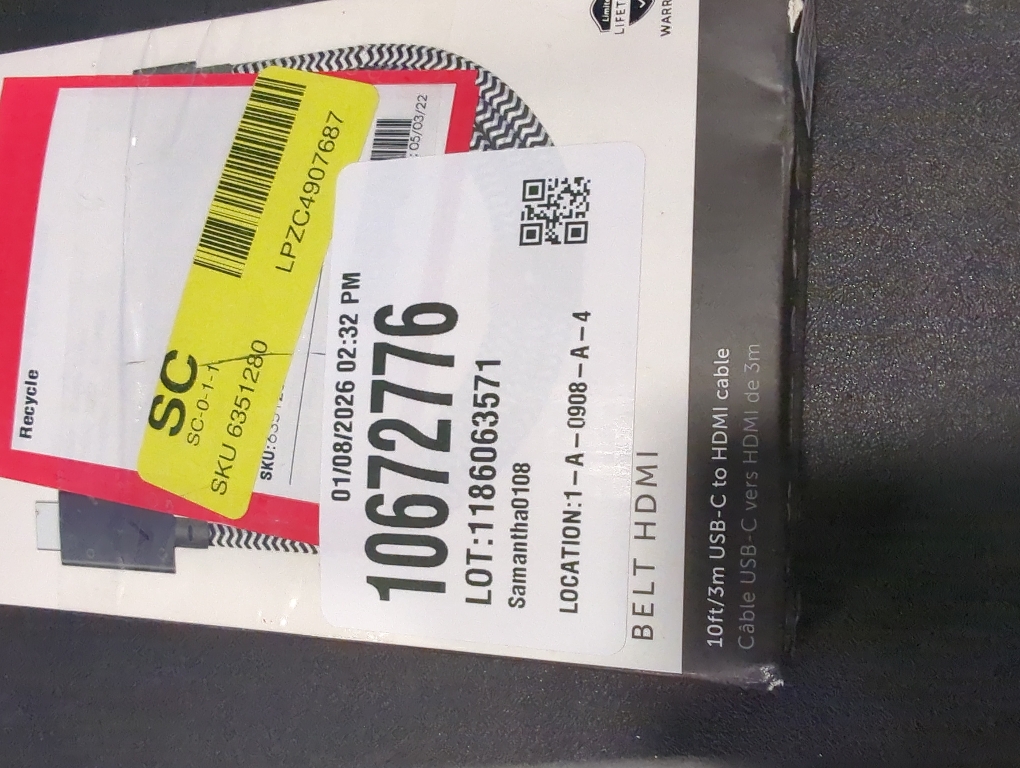 Recycle
SC
SC-0-1-1
SKU 6351280
LPZC4907687
05/03/22
01/08/2026 02:32 PM
10672776
LOT:1186063571
Samantha0108
LOCATION:1-A-0908-A-4
BELT HDMI
10ft/3m USB-C to HDMI cable
Câble USB-C vers HDMI de 3m